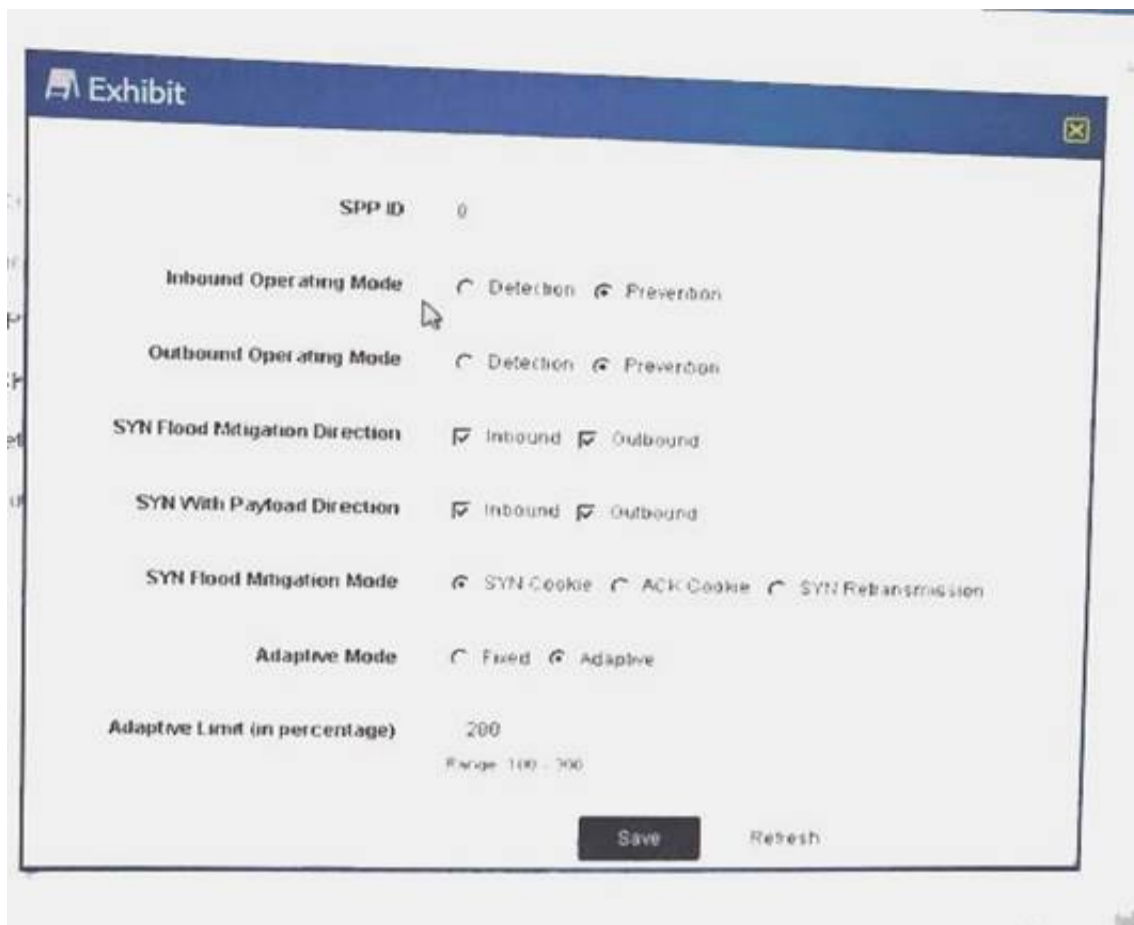 Exhibit
SPP ID 0
Inbound Operating Mode Detection Prevention
Outbound Operating Mode Detection Prevention
SYN Flood Mitigation Direction Inbound Outbound
SYN With Payload Direction Inbound Outbound
SYN Flood Mitigation Mode SYN Cookie ACK Cookie SYN Retransmission
Adaptive Mode Fixed Adaptive
Adaptive Limit (in percentage) 200
Range 100 - 300
Save Refresh